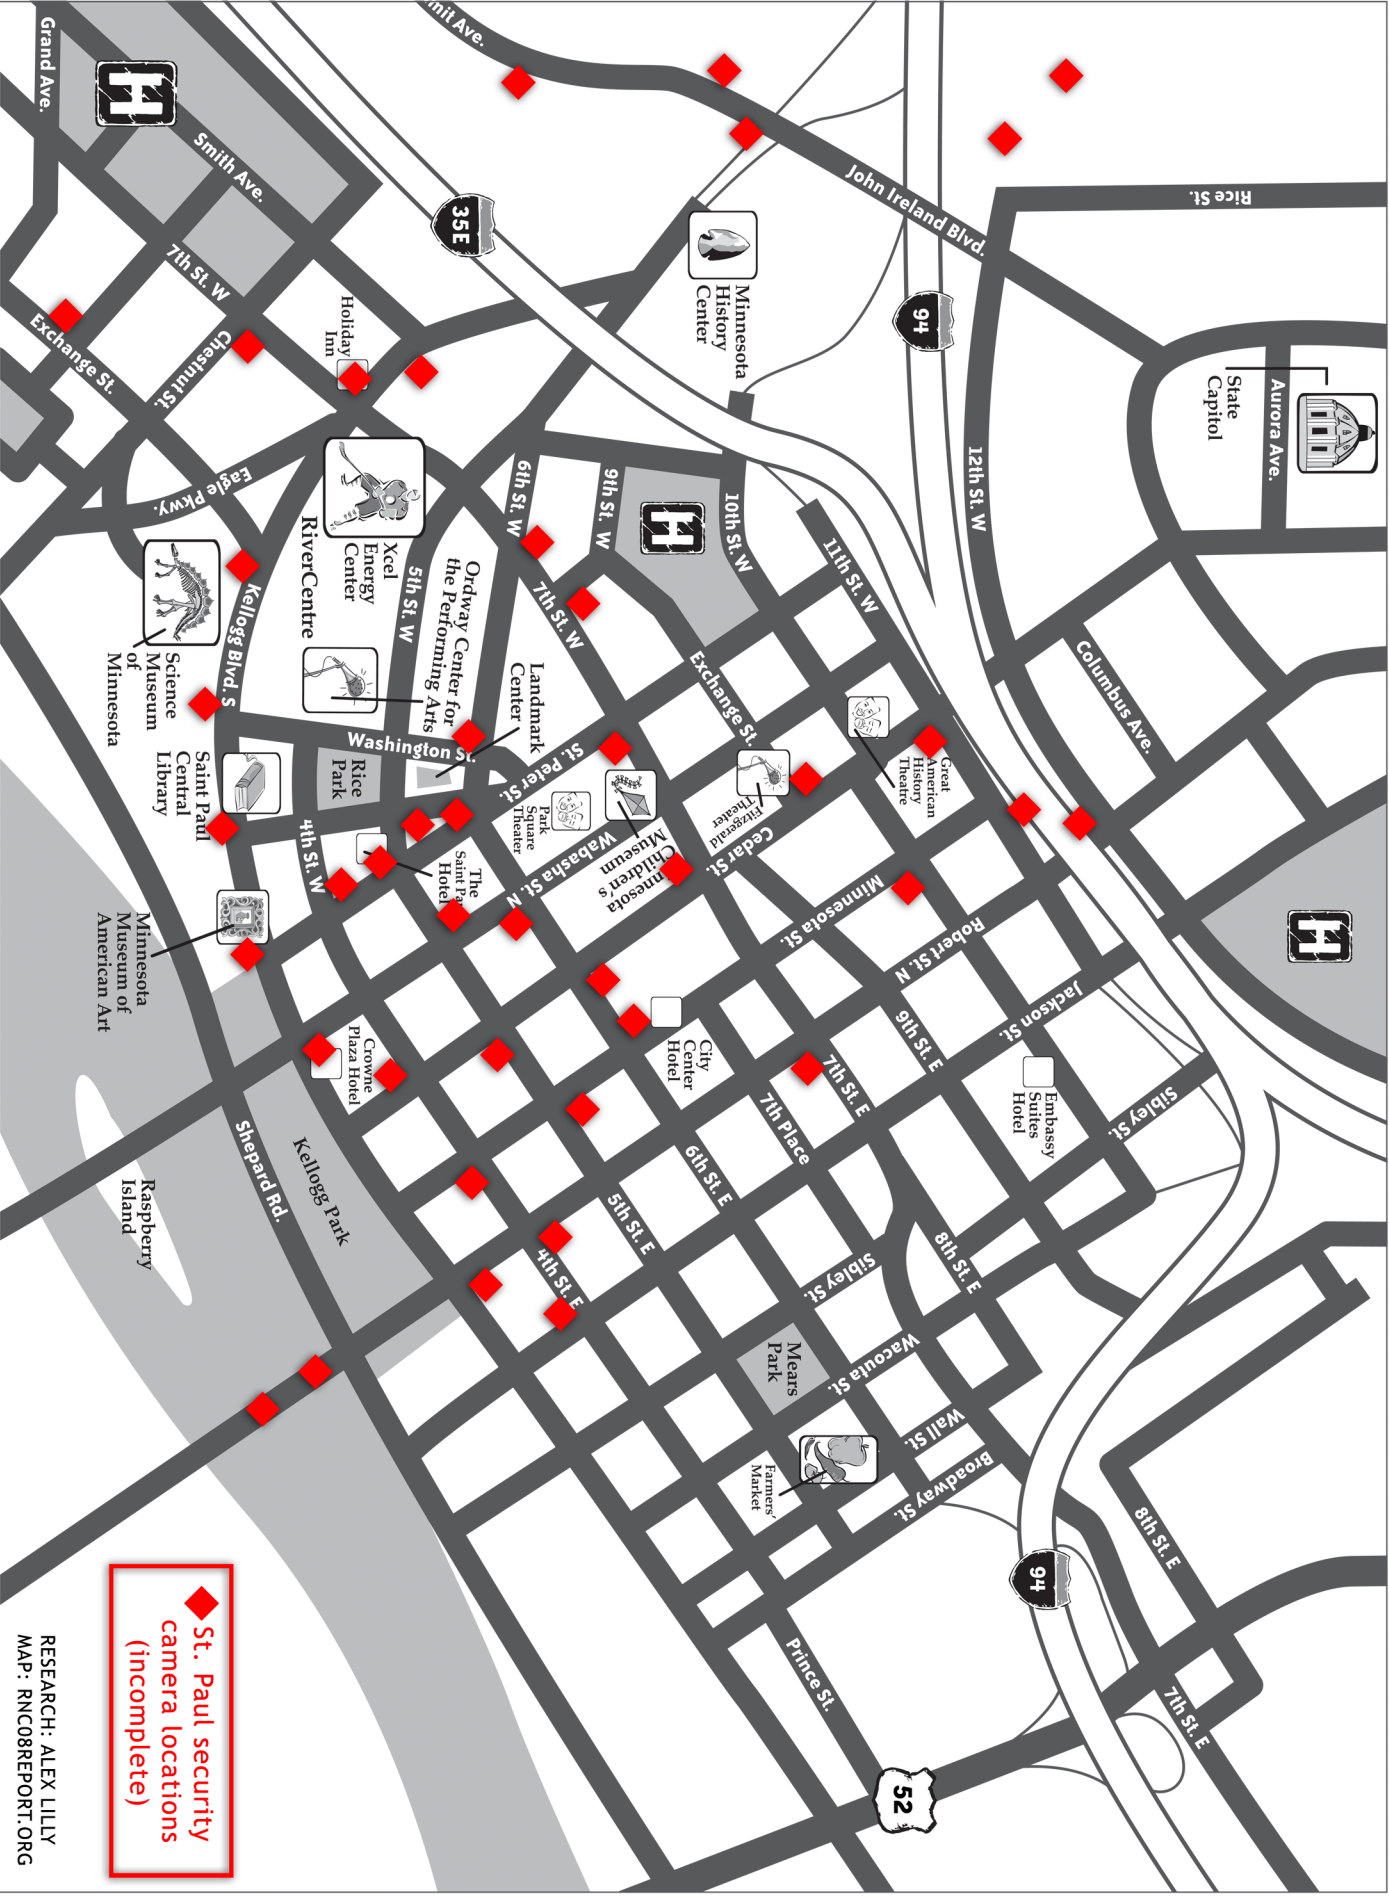 Grand Ave.
H
Smith Ave.
7th St. W
Exchange St.
Chestnut St.
Holiday
Inn
Eagle Pkwy.
35E
John Ireland Blvd.
Rice St.
94
Minnesota
History
Center
State
Capitol
Aurora Ave.
12th St. W
Columbus Ave.
6th St. W
9th St. W
H
10th St. W
11th St. W
Xcel
Energy
Center
RiverCentre
5th St. W
Ordway Center for
the Performing Arts
7th St. W
Landmark
Center
Exchange St.
Kellogg Blvd. S
Science
Museum
of
Minnesota
Washington St.
Rice
Park
St. Peter St.
Saint Paul
Central
Library
4th St. W
Park
Square
Theater
Fitzgerald
Theater
Great
American
History
Theatre
Children's
Museum
Wabasha St. N
Cedar St.
Minnesota St.
Robert St. N
Jackson St.
Sibley St.
The
Hotel
Minnesota
Museum of
American Art
Crowne
Plaza Hotel
City
Center
Hotel
Embassy
Suites
Hotel
H
9th St. E
7th St. E
7th Place
6th St. E
5th St. E
4th St. E
8th St. E
Kellogg Park
Shepard Rd.
Raspberry
Island
Sibley St.
Wacouta St.
Wall St.
Broadway St.
Mears
Park
Farmers'
Market
Prince St.
94
8th St. E
7th St. E
52
St. Paul security
camera locations
(incomplete)
RESEARCH: ALEX LILLY
MAP: RNC08REPORT.ORG